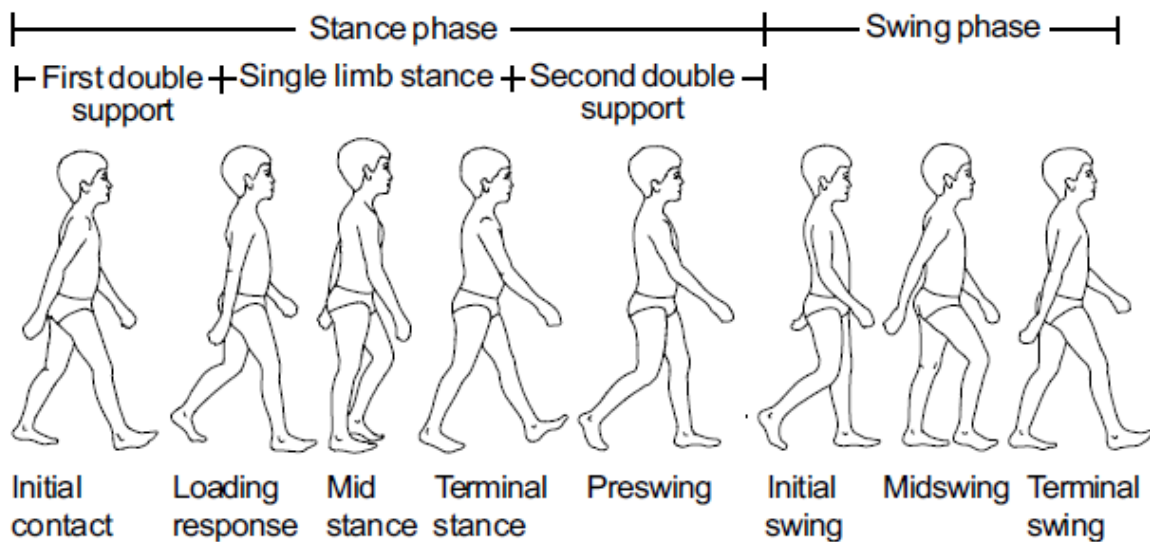 Stance phase
Swing phase
First double
support
Single limb stance
Second double
support
Initial
contact
Loading
response
Mid
stance
Terminal
stance
Preswing
Initial
swing
Midswing
Terminal
swing